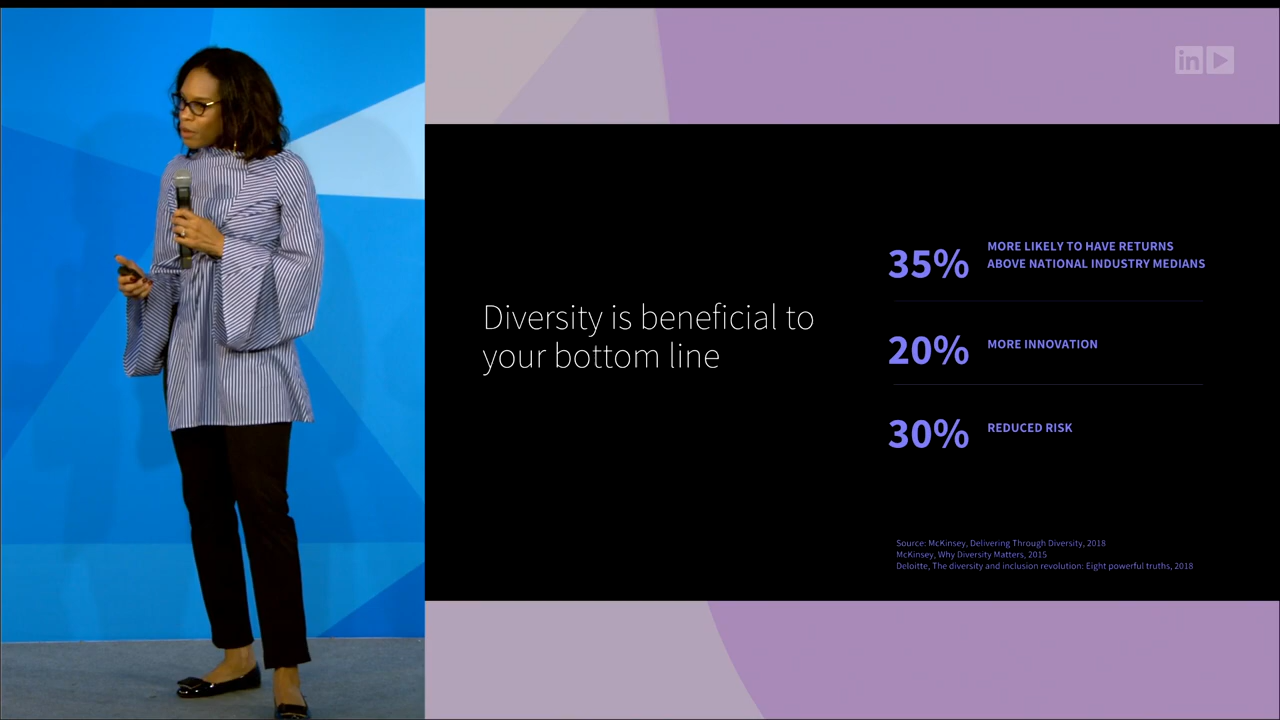 in
Diversity is beneficial to
your bottom line
35%
MORE LIKELY TO HAVE RETURNS
ABOVE NATIONAL INDUSTRY MEDIANS
20%
MORE INNOVATION
30%
REDUCED RISK
Source: McKinsey, Delivering Through Diversity, 2018
McKinsey, Why Diversity Matters, 2015
Deloitte, The diversity and inclusion revolution: Eight powerful truths, 2018